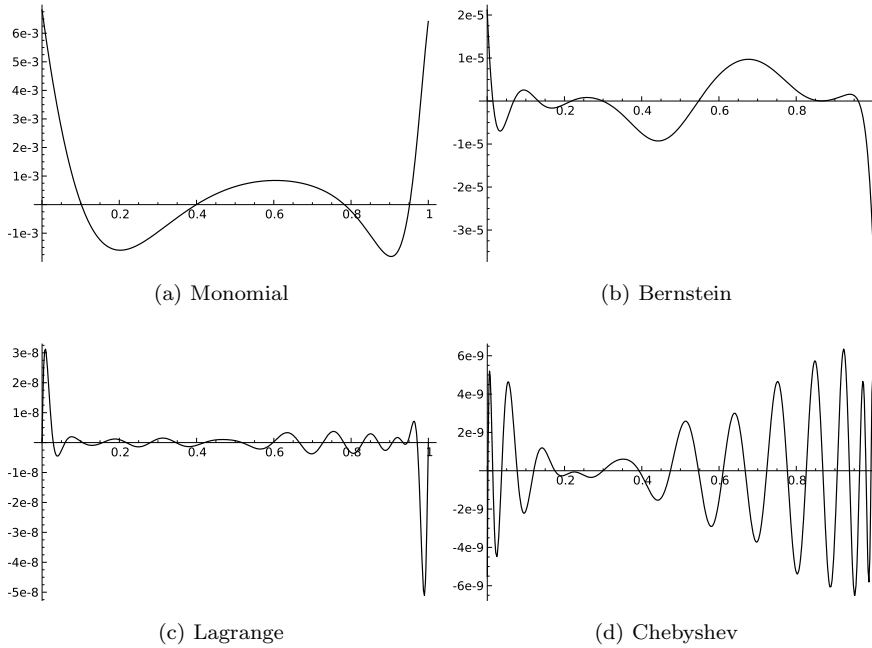 6e-3
5e-3
4e-3
3e-3
2e-3
1e-3
-1e-3
0.2 0.4 0.6 0.8 1
(a) Monomial
2e-5
1e-5
-1e-5
-2e-5
-3e-5
0.2 0.4 0.6 0.8
(b) Bernstein
3e-8
2e-8
1e-8
-1e-8
-2e-8
-3e-8
-4e-8
-5e-8
0.2 0.4 0.6 0.8 1
(c) Lagrange
6e-9
4e-9
2e-9
-2e-9
-4e-9
-6e-9
0.2 0.4 0.6 0.8
(d) Chebyshev